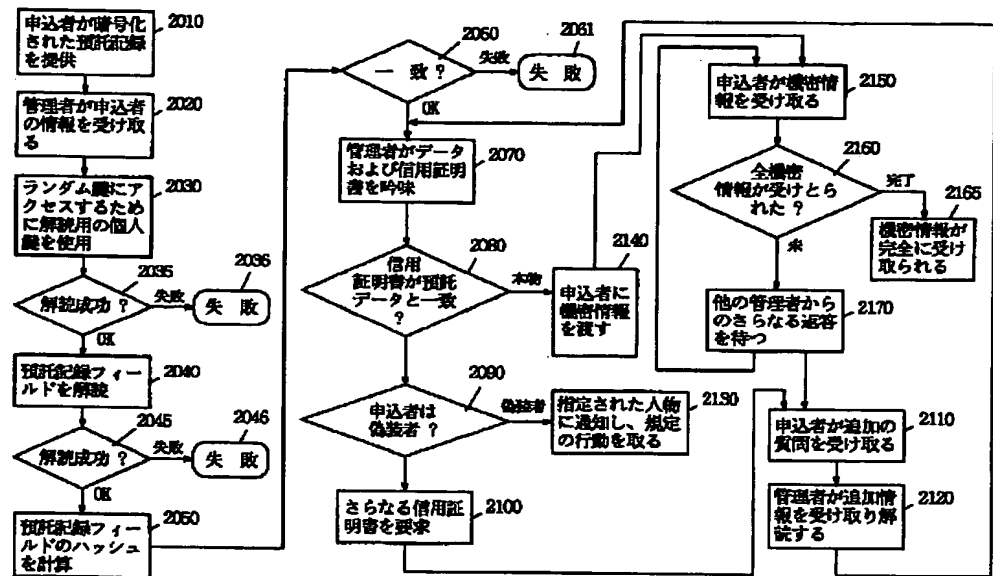 申込者が暗号化
された預託記録
を提供
2010
管理者が申込者
の情報を受け取
る
2020
ランダム鍵にア
クセスするため
に解読用の個人
鍵を使用
2030
解読成功?
2035
失敗
失 敗
2036
OK
預託記録フィー
ルドを解読
2040
解読成功?
2045
失敗
失 敗
2046
OK
預託記録フィー
ルドのハッシュ
を計算
2050
一 致?
2060
失敗
失 敗
2061
OK
管理者がデータ
および信用証明
書を吟味
2070
信用
証明書が預託
データと一致
?
2080
本物
申込者に
機密情報
を渡す
2140
申込者は
偽装者?
2090
偽装者
指定された人物
に通知し、規定
の行動を取る
2130
さらなる信用証
明書を要求
2100
申込者が機密情
報を受け取る
2150
全機密
情報が受けとら
れた?
2160
完了
機密情報が
完全に受け
取られる
2165
未
他の管理者から
のさらなる返答
を待つ
2170
申込者が追加の
質問を受け取る
2110
管理者が追加情
報を受け取り解
読する
2120